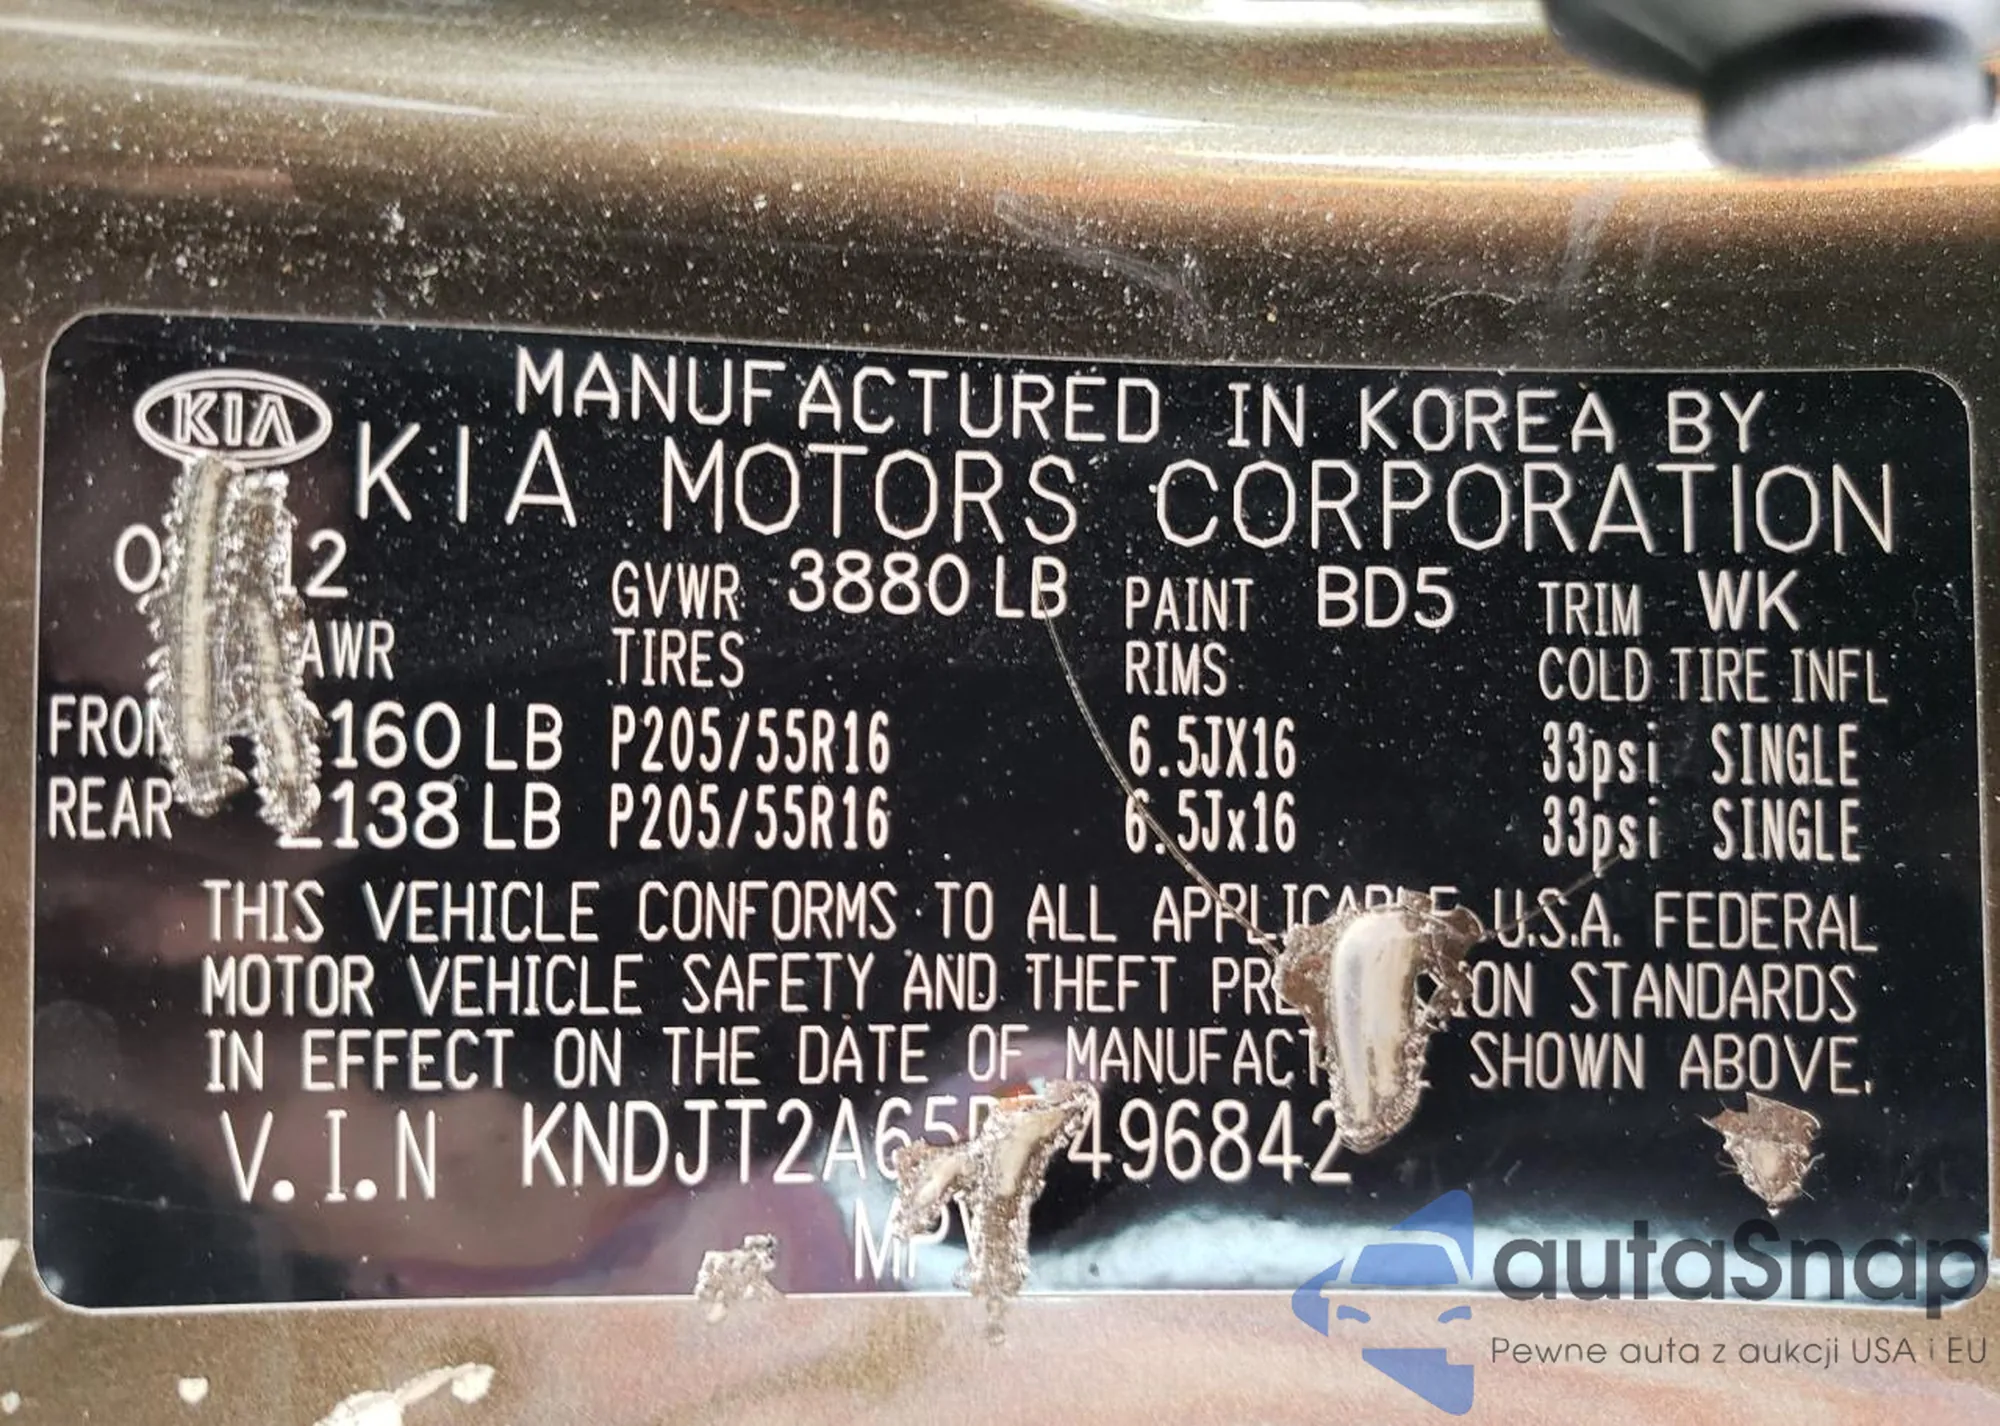 KIA
MANUFACTURED IN KOREA BY
KIA MOTORS CORPORATION
GVWR 3880 LB PAINT BD5 TRIM WK
TIRES RIMS COLD TIRE INFL
160 LB P205/55R16 6.5JX16 33psi SINGLE
REAR 2138 LB P205/55R16 6.5Jx16 33psi SINGLE
THIS VEHICLE CONFORMS TO ALL APPLICABLE U.S.A. FEDERAL
MOTOR VEHICLE SAFETY AND THEFT STANDARDS
IN EFFECT ON THE DATE OF SHOWN ABOVE.
V.I.N
autaSnap
Pewne auta z aukcji USA i EU